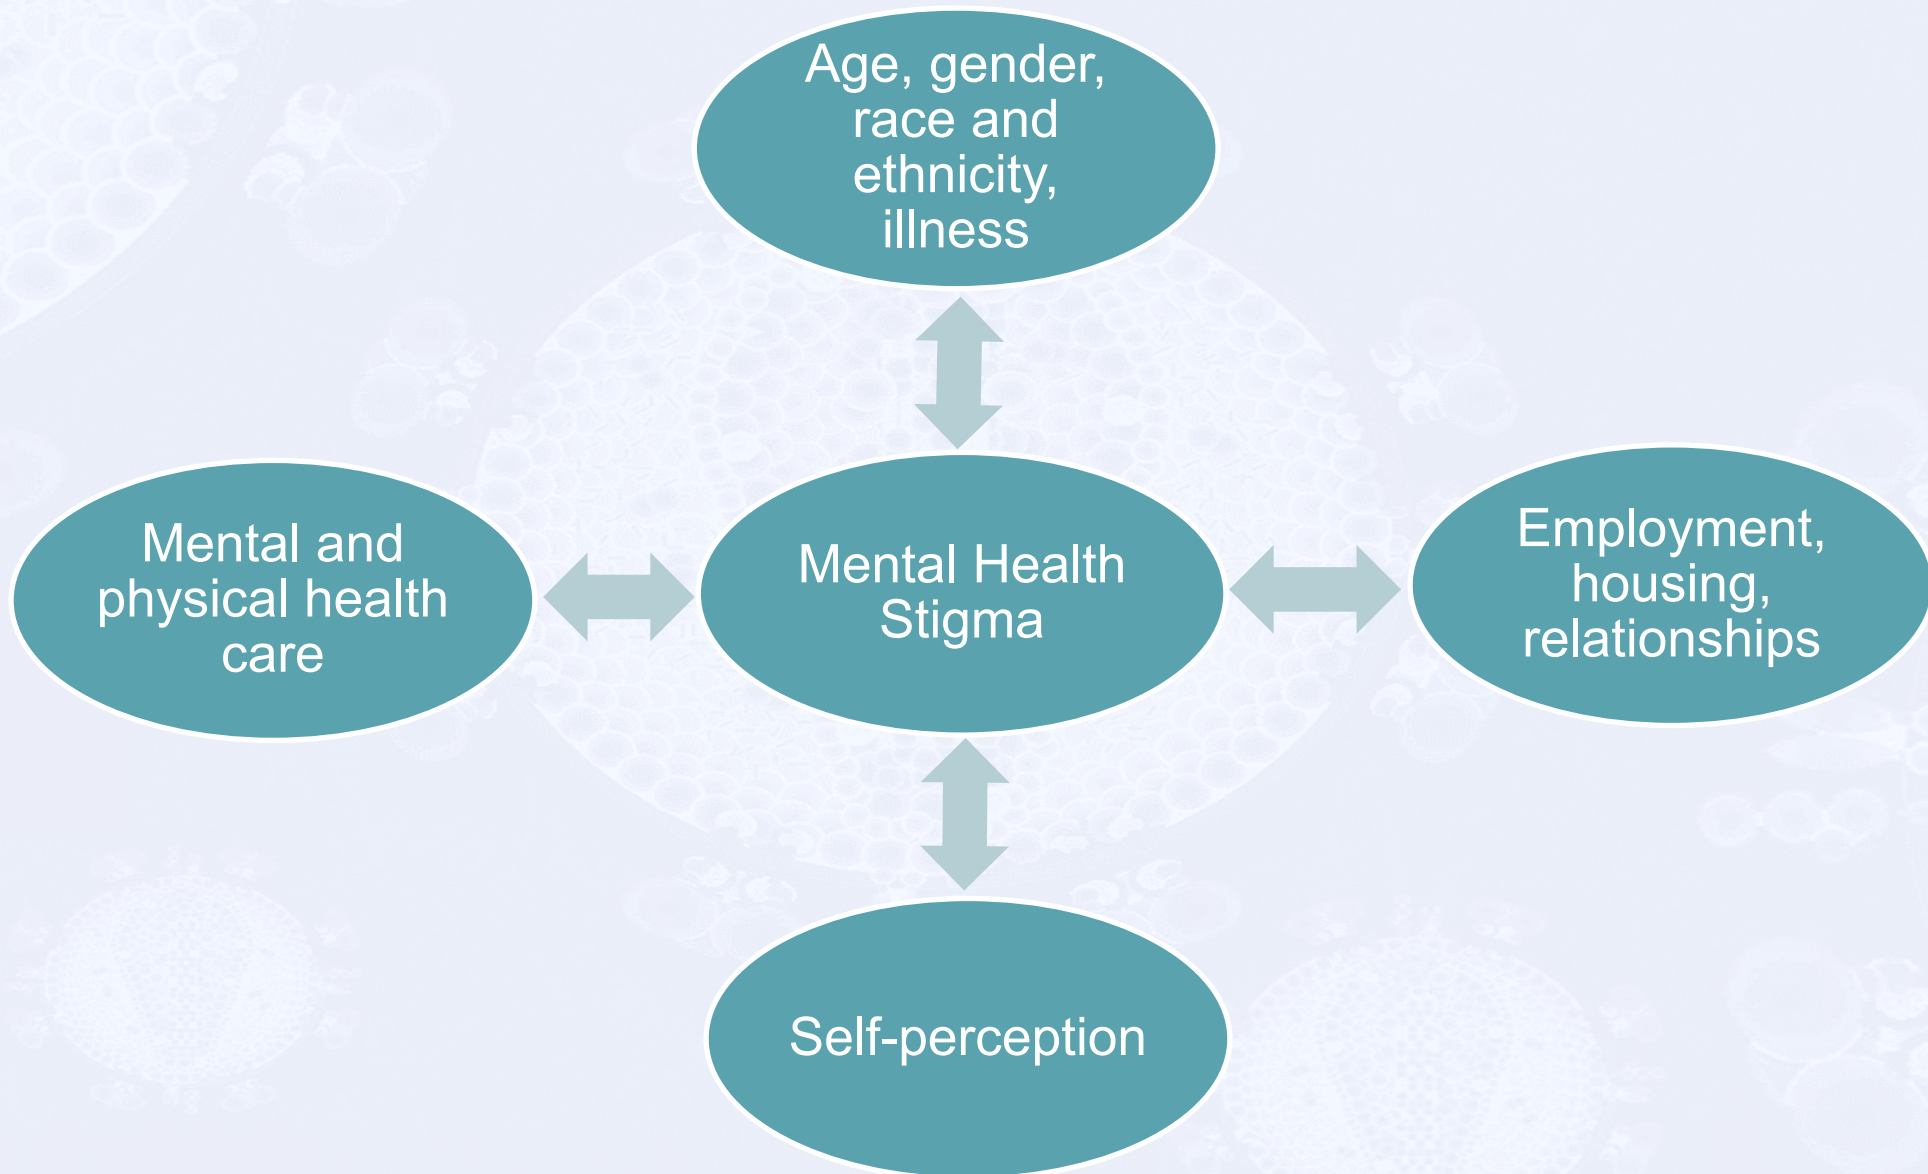 Age, gender,
race and
ethnicity,
illness
Mental and
physical health
care
Mental Health
Stigma
Employment,
housing,
relationships
Self-perception